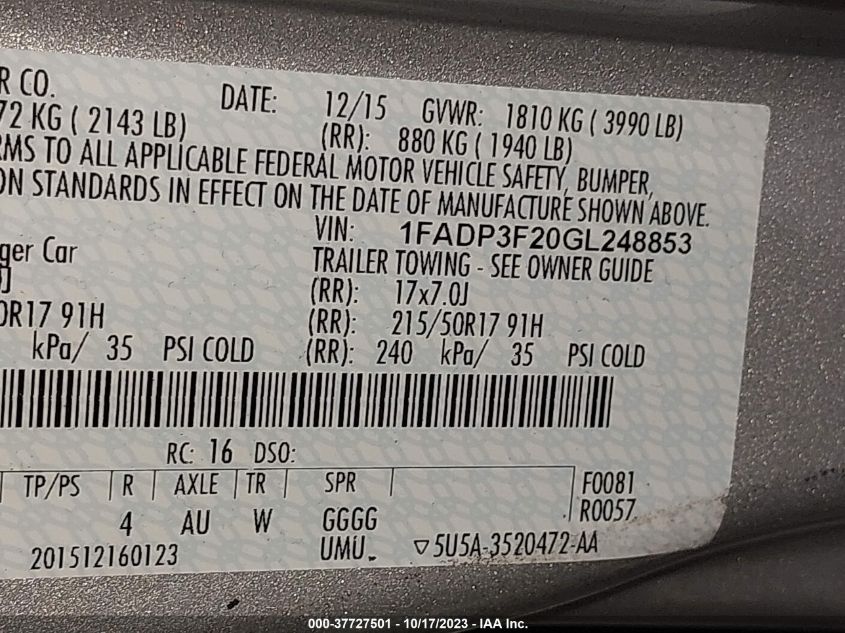 R CO. DATE: 12/15 GVWR: 1810 KG ( 3990 LB)
72 KG ( 2143 LB) (RR): 880 KG ( 1940 LB)
RMS TO ALL APPLICABLE FEDERAL MOTOR VEHICLE SAFETY, BUMPER,
ON STANDARDS IN EFFECT ON THE DATE OF MANUFACTURE SHOWN ABOVE.
VIN: 1FADP3F20GL248853
ger Car TRAILER TOWING - SEE OWNER GUIDE
J (RR): 17x7.0J
0R17 91H (RR): 215/50R17 91H
kPa/ 35 PSI COLD (RR): 240 kPa/ 35 PSI COLD
RC: 16 DSO:
TP/PS R AXLE TR SPR F0081
4 AU W GGGG R0057
201512160123 UMU_ ▽5U5A-3520472-AA
000-37727501 - 10/17/2023 - IAA Inc.